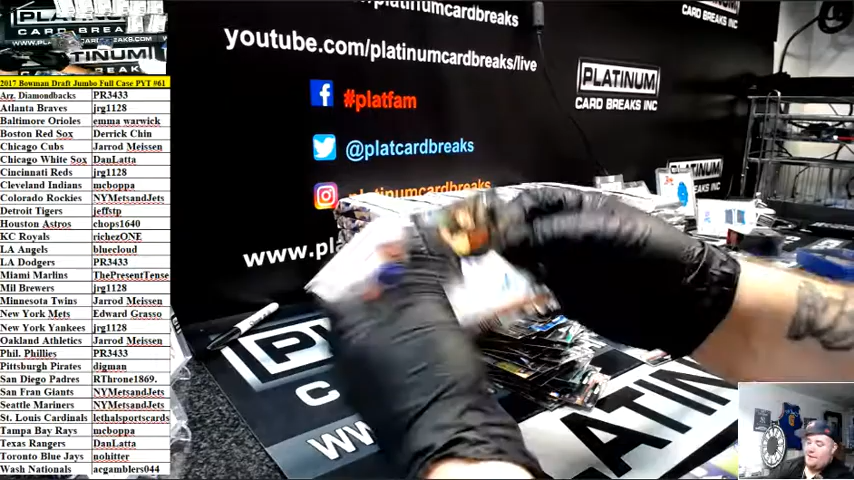 2017 Bowman Draft Jumbo Full Case PYT #61
Arz. Diamondbacks PR3433
Atlanta Braves jrg1128
Baltimore Orioles emma warwick
Boston Red Sox Derrick Chin
Chicago Cubs Jarrod Meissen
Chicago White Sox DanLatta
Cincinnati Reds jrg1128
Cleveland Indians mcboppa
Colorado Rockies NYMetsandJets
Detroit Tigers jeffstp
Houston Astros chops1640
KC Royals richezONE
LA Angels bluecloud
LA Dodgers PR3433
Miami Marlins ThePresentTense
Mil Brewers jrg1128
Minnesota Twins Jarrod Meissen
New York Mets Edward Grasso
New York Yankees jrg1128
Oakland Athletics Jarrod Meissen
Phil. Phillies PR3433
Pittsburgh Pirates digman
San Diego Padres RThrone1869.
San Fran Giants NYMetsandJets
Seattle Mariners NYMetsandJets
St. Louis Cardinals lethalsportscards
Tampa Bay Rays mcboppa
Texas Rangers DanLatta
Toronto Blue Jays nohitter
Wash Nationals acgamblers044
youtube.com/platinumcardbreaks/live
#platfam
@platcardbreaks
platinumcardbreaks
www.p
PLATINUM
CARD BREAKS INC
PLATINUM
PL
C
www
PLATINUM